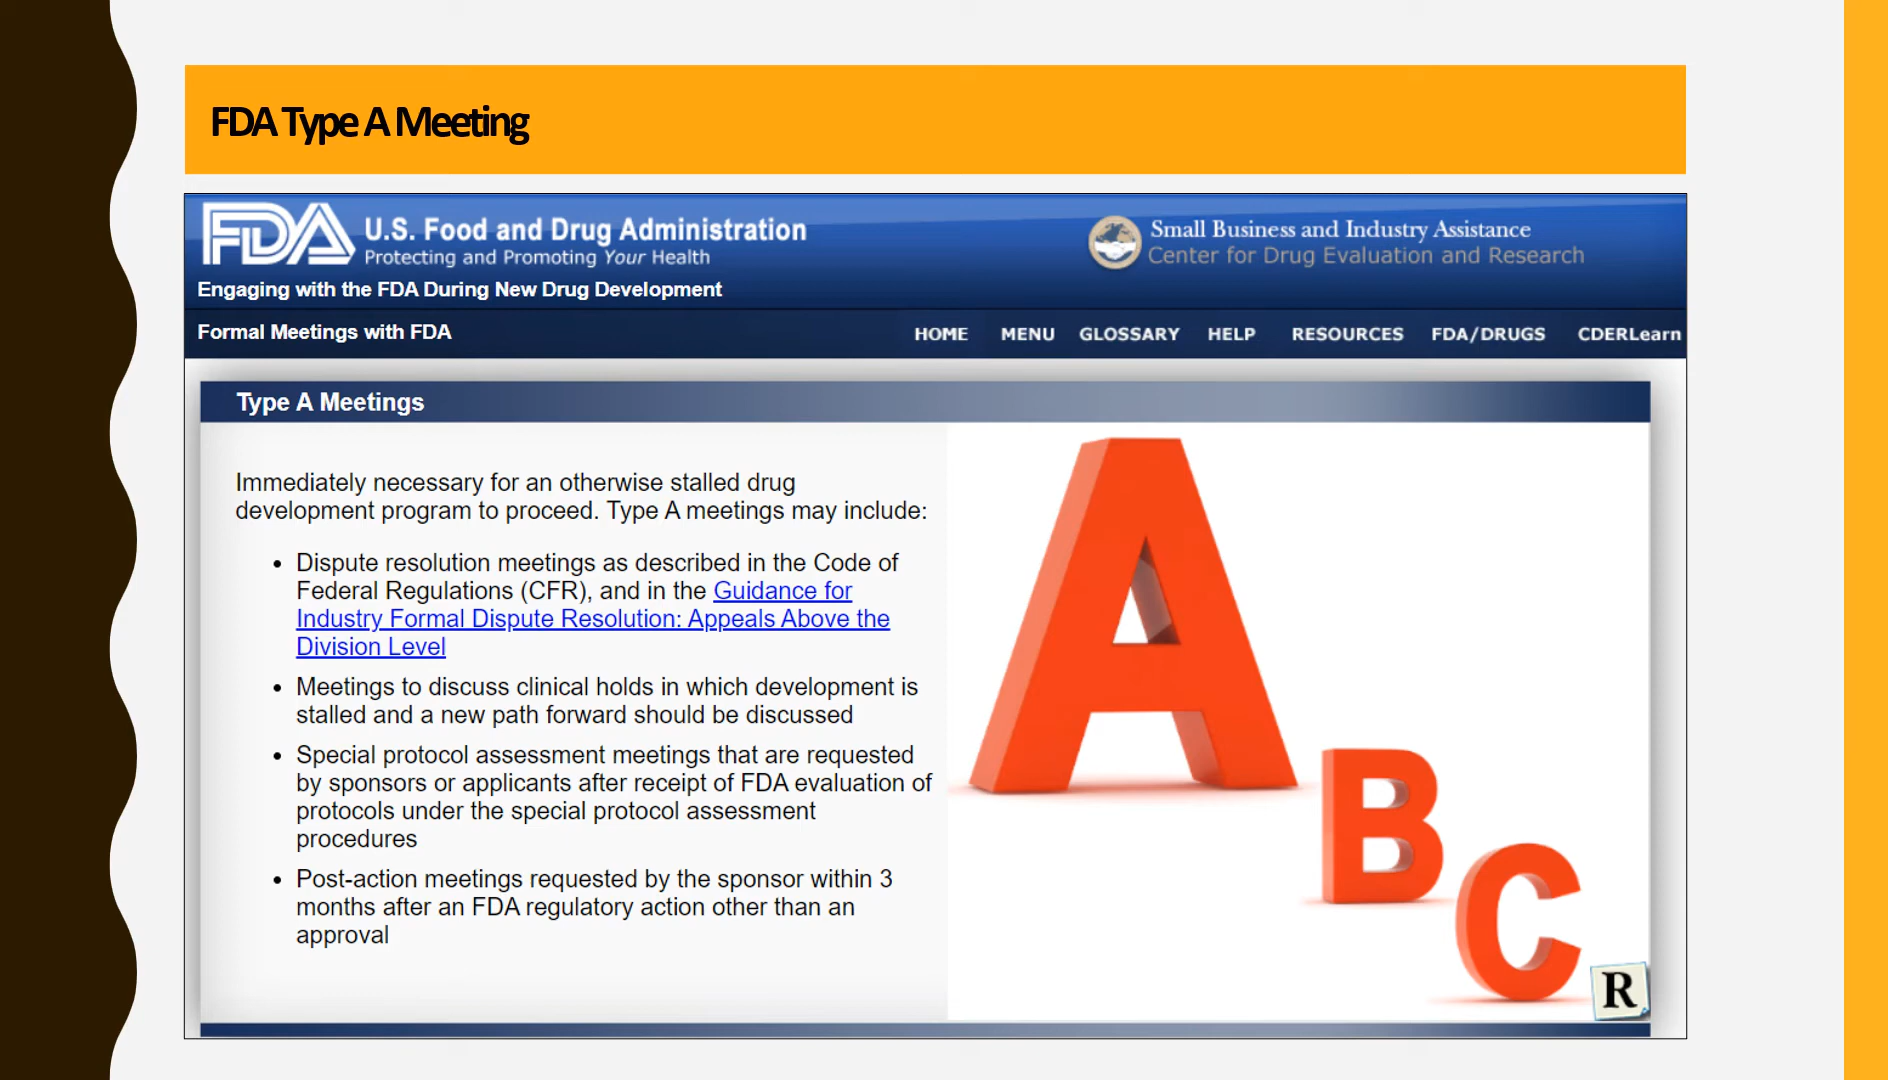 FDA Type A Meeting
FDA
U.S. Food and Drug Administration
Protecting and Promoting Your Health
Small Business and Industry Assistance
Center for Drug Evaluation and Research
Engaging with the FDA During New Drug Development
Formal Meetings with FDA
HOME MENU GLOSSARY HELP RESOURCES FDA/DRUGS CDERLearn
Type A Meetings
Immediately necessary for an otherwise stalled drug
development program to proceed. Type A meetings may include:
• Dispute resolution meetings as described in the Code of
Federal Regulations (CFR), and in the Guidance for
Industry Formal Dispute Resolution: Appeals Above the
Division Level
• Meetings to discuss clinical holds in which development is
stalled and a new path forward should be discussed
• Special protocol assessment meetings that are requested
by sponsors or applicants after receipt of FDA evaluation of
protocols under the special protocol assessment
procedures
• Post-action meetings requested by the sponsor within 3
months after an FDA regulatory action other than an
approval
A
B
C
R